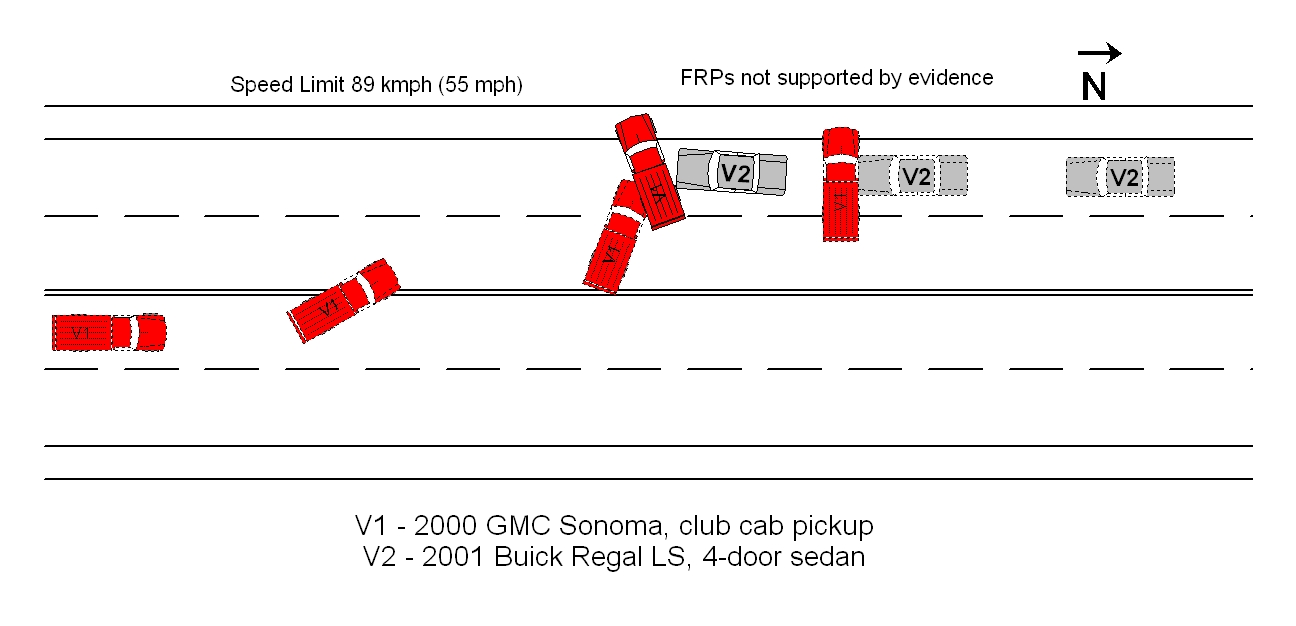 Speed Limit 89 kmph (55 mph)
FRPs not supported by evidence
N
V1
V1
V1
V1
V2
V1
V2
V2
V1 - 2000 GMC Sonoma, club cab pickup
V2 - 2001 Buick Regal LS, 4-door sedan